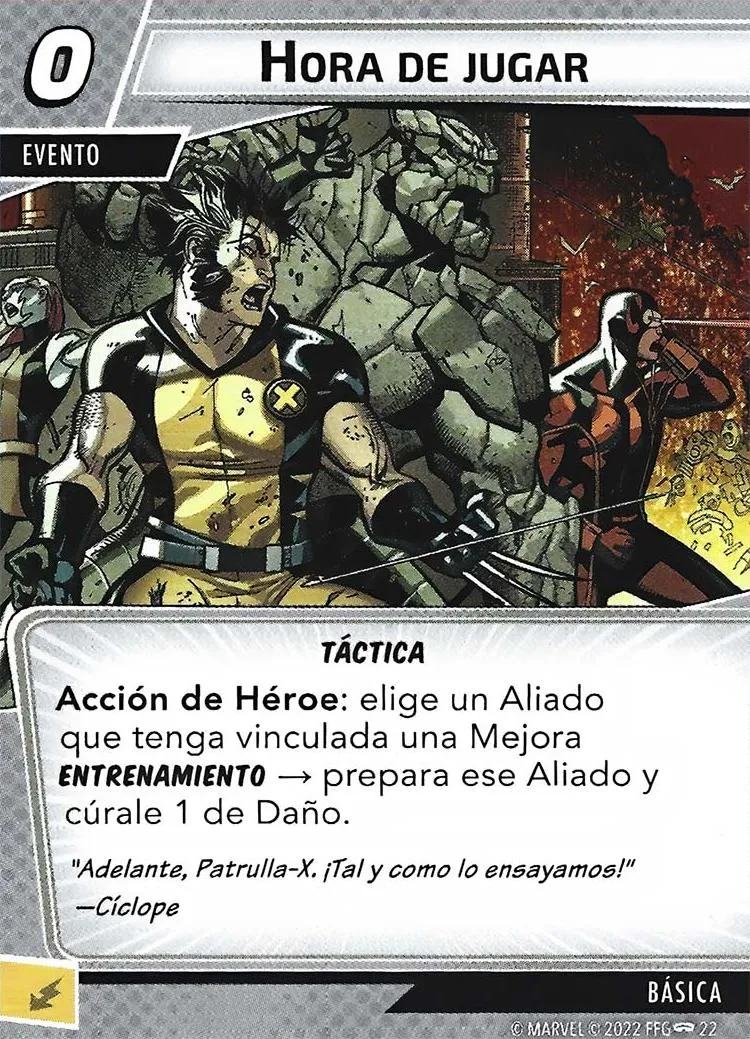 0
HORA DE JUGAR
EVENTO
TÁCTICA
Acción de Héroe: elige un Aliado
que tenga vinculada una Mejora
ENTRENAMIENTO → prepara ese Aliado y
cúrale 1 de Daño.
"Adelante, Patrulla-X. ¡Tal y como lo ensayamos!"
—Cíclope
BÁSICA
© MARVEL © 2022 FFG 22